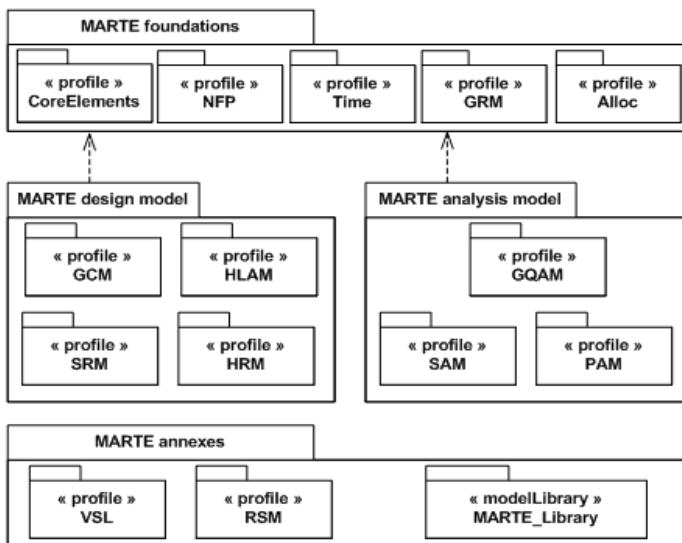 MARTE foundations
« profile » « profile » « profile » « profile » « profile »
CoreElements NFP Time GRM Alloc
MARTE design model MARTE analysis model
« profile » « profile » « profile »
GCM HLAM GQAM
« profile » « profile » « profile » « profile »
SRM HRM SAM PAM
MARTE annexes
« profile » « profile » « modelLibrary »
VSL RSM MARTE_Library